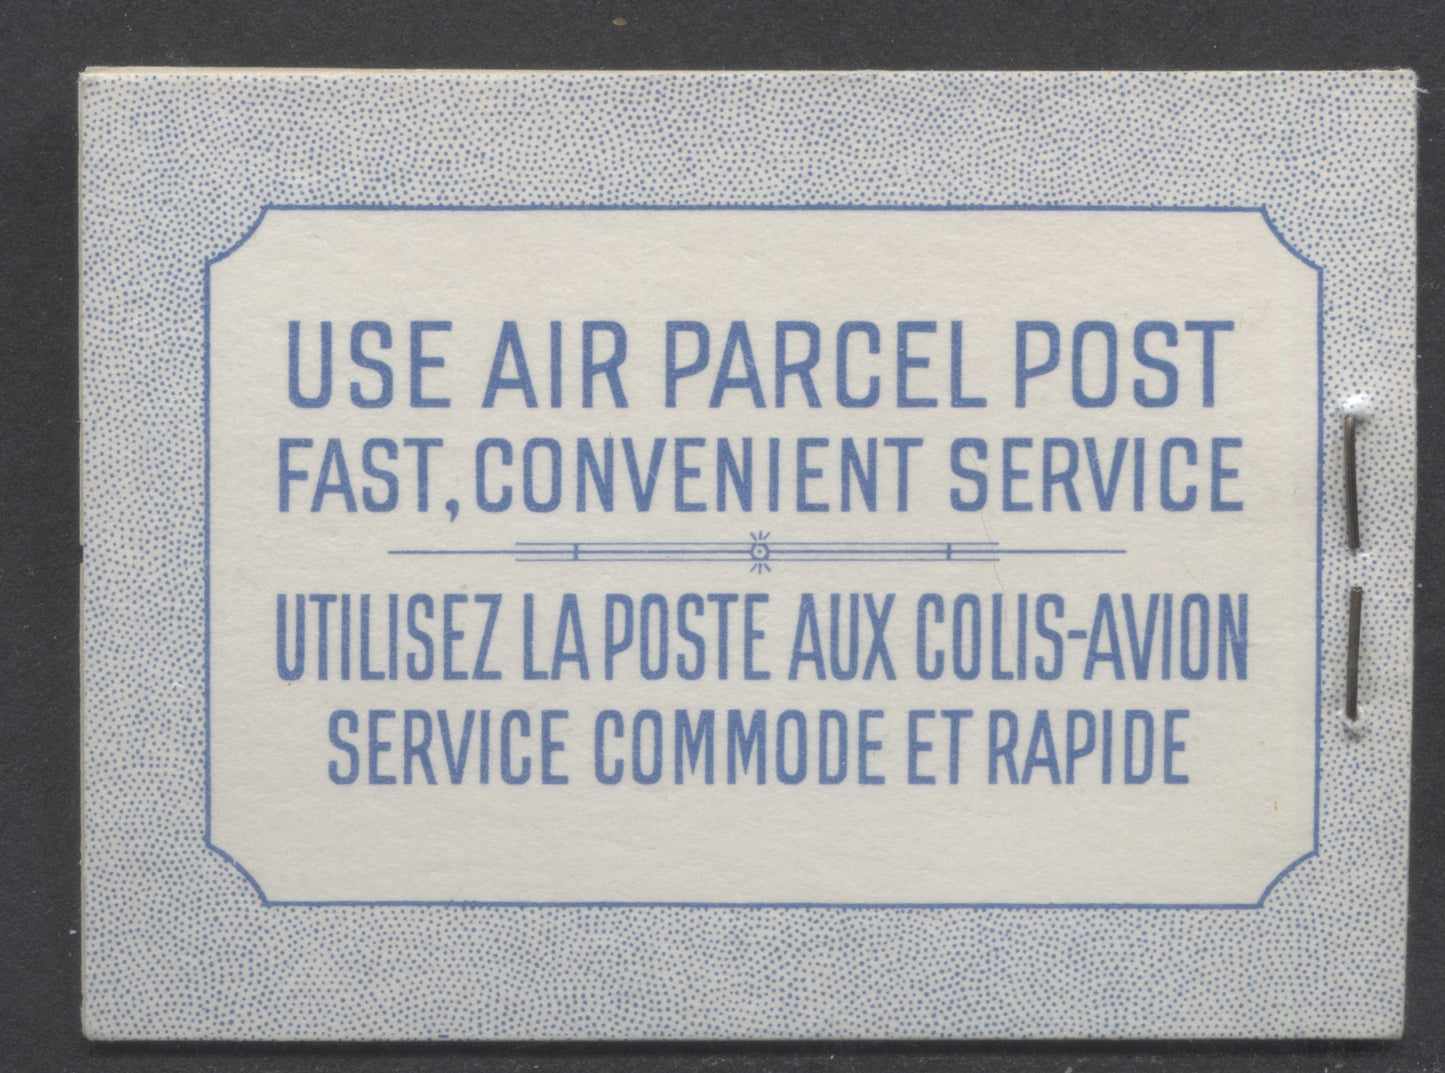 USE AIR PARCEL POST
FAST, CONVENIENT SERVICE
UTILISEZ LA POSTE AUX COLIS-AVION
SERVICE COMMODE ET RAPIDE